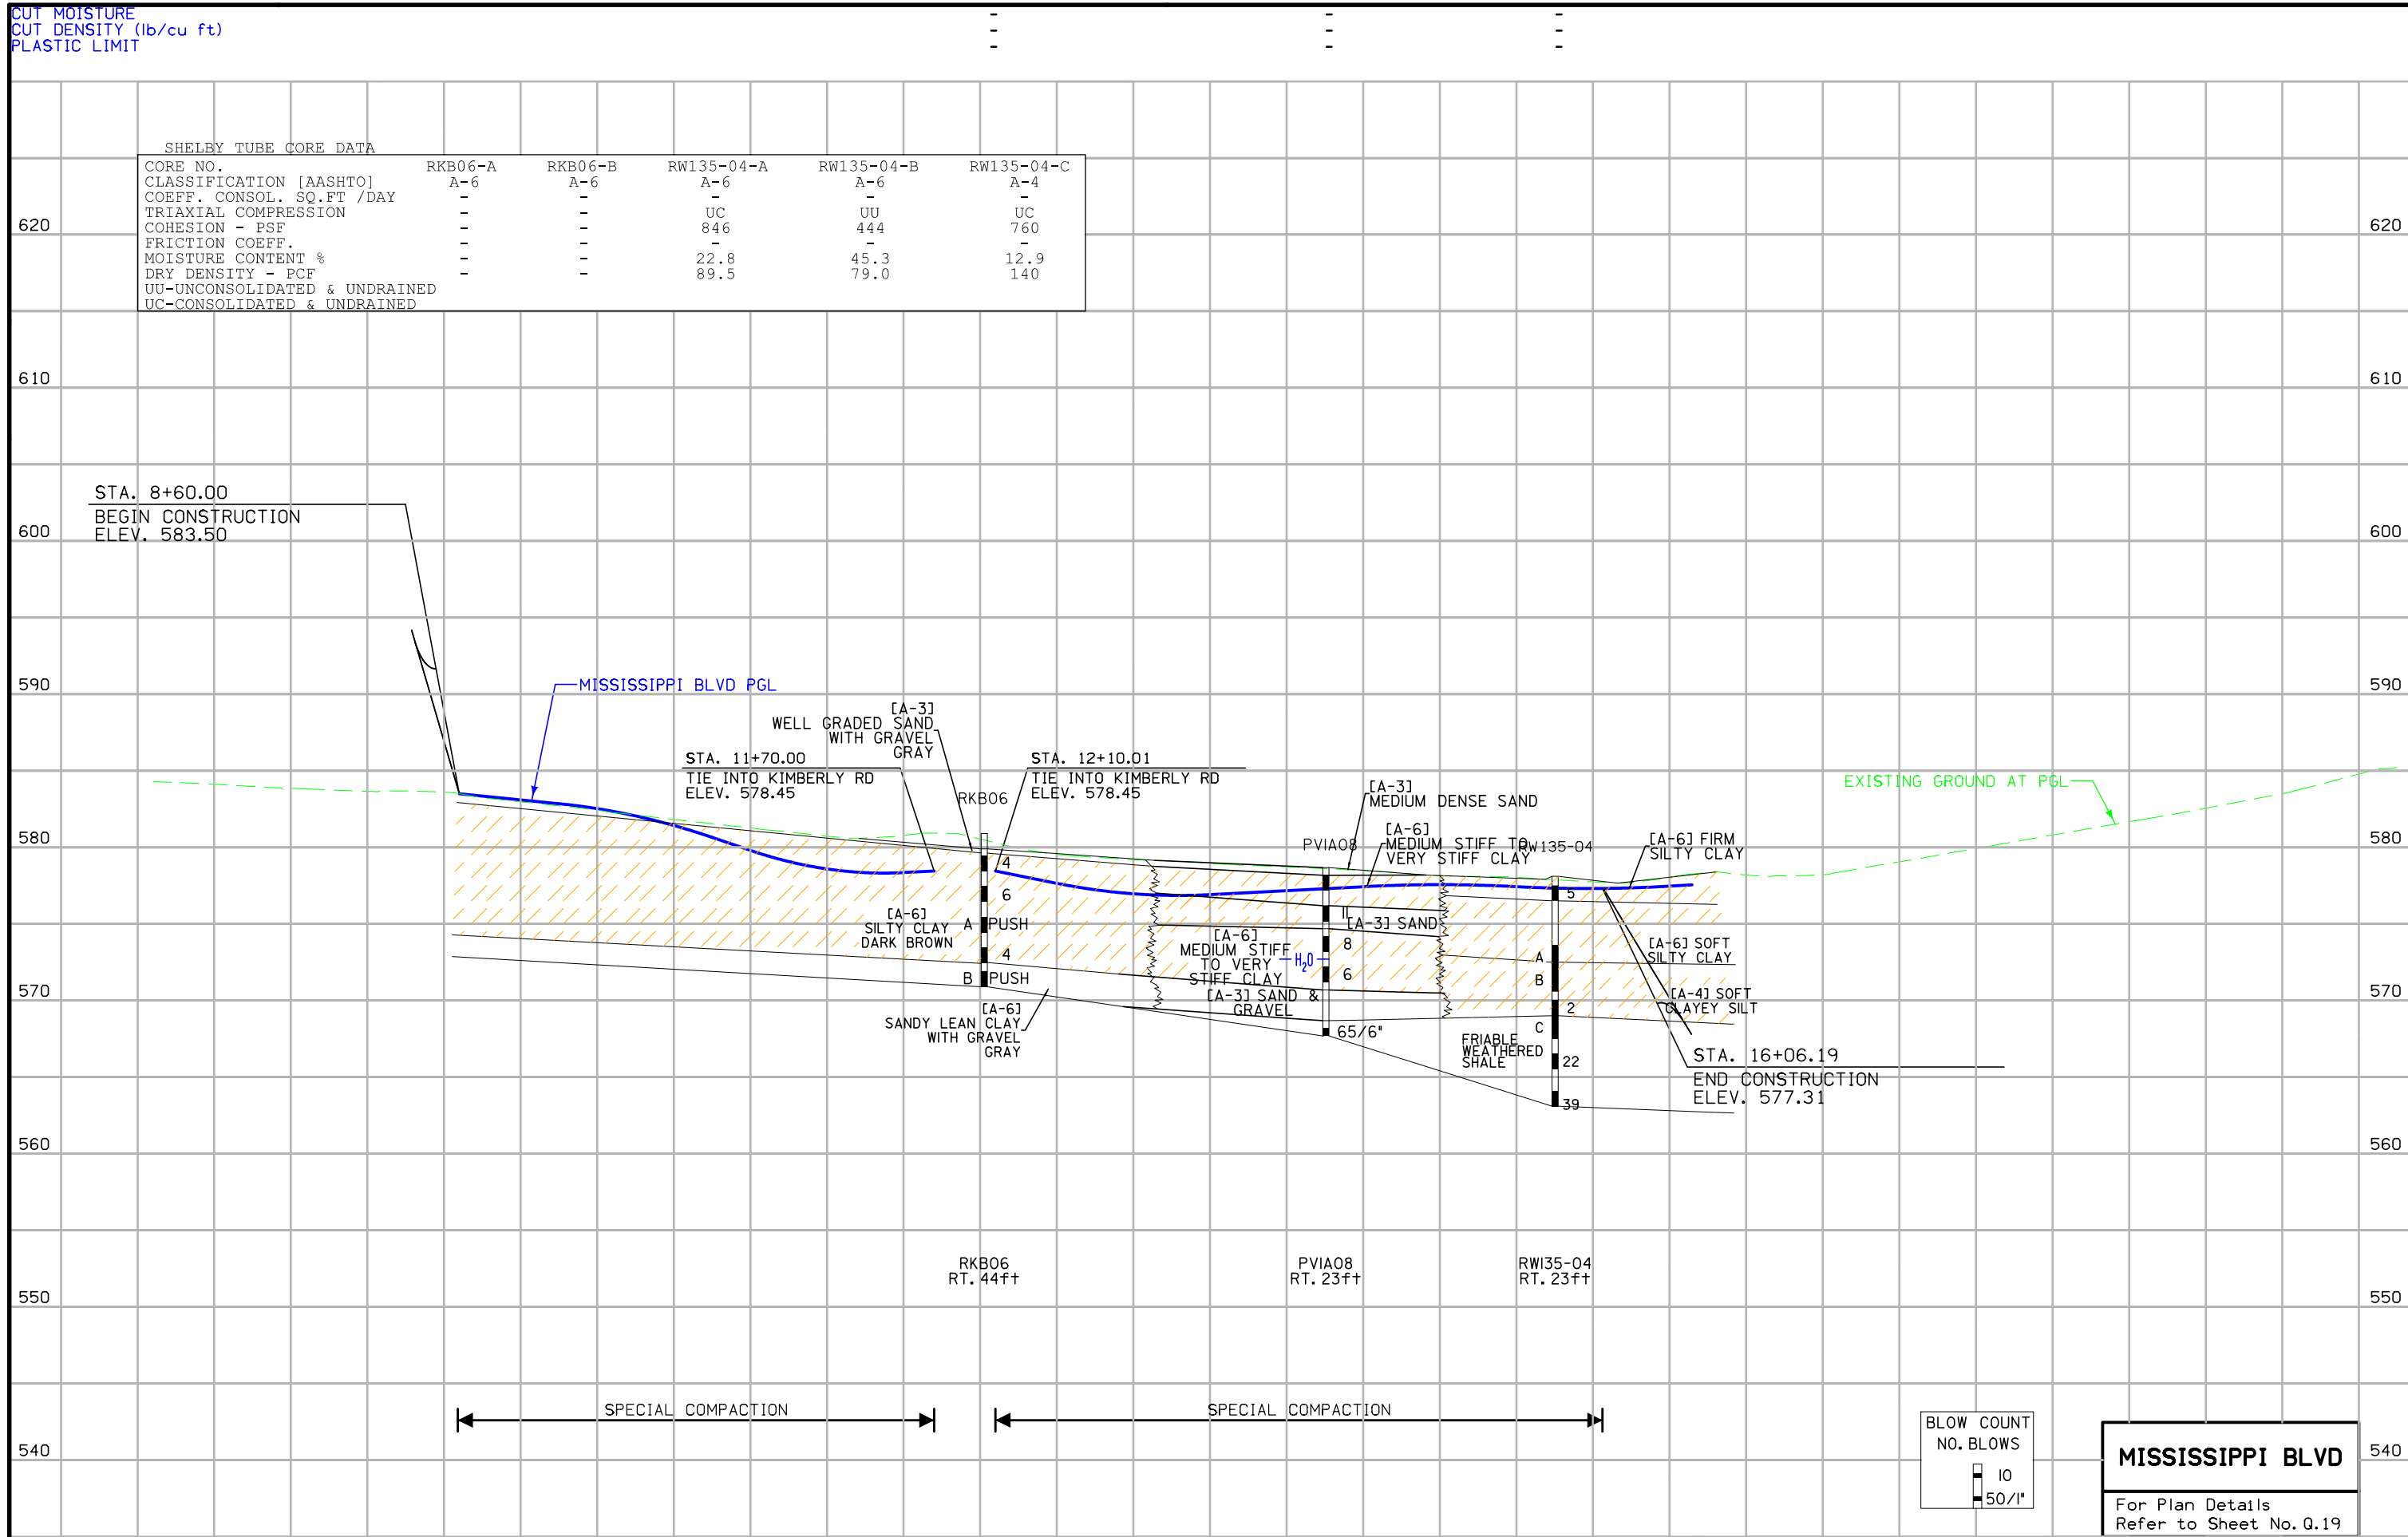 CUT MOISTURE - - -
CUT DENSITY (lb/cu ft) - - -
PLASTIC LIMIT - - -
SHELBY TUBE CORE DATA
CORE NO. RKB06-A RKB06-B RW135-04-A RW135-04-B RW135-04-C
CLASSIFICATION [AASHTO] A-6 A-6 A-6 A-6 A-4
COEFF. CONSOL. SQ.FT /DAY - - - - -
TRIAXIAL COMPRESSION - - UC UU UC
COHESION - PSF - - 846 444 760
FRICTION COEFF. - - - - -
MOISTURE CONTENT % - - 22.8 45.3 12.9
DRY DENSITY - PCF - - 89.5 79.0 140
UU-UNCONSOLIDATED & UNDRAINED
UC-CONSOLIDATED & UNDRAINED
620 620
610 610
STA. 8+60.00
BEGIN CONSTRUCTION
ELEV. 583.50
600 600
590 590
MISSISSIPPI BLVD PGL
[A-3]
WELL GRADED SAND
WITH GRAVEL
GRAY
STA. 11+70.00
TIE INTO KIMBERLY RD
ELEV. 578.45
STA. 12+10.01
TIE INTO KIMBERLY RD
ELEV. 578.45
RKB06
[A-3]
MEDIUM DENSE SAND
EXISTING GROUND AT PGL
[A-6]
MEDIUM STIFF TO
VERY STIFF CLAY
PVIA08
RW135-04
[A-6] FIRM
SILTY CLAY
580 580
4
6
A PUSH
4
B PUSH
[A-6]
SILTY CLAY
DARK BROWN
11
[A-3] SAND
8
6
65/6"
[A-6]
MEDIUM STIFF
TO VERY
STIFF CLAY
H2O
[A-3] SAND &
GRAVEL
5
A
B
2
C
22
39
[A-6] SOFT
SILTY CLAY
[A-4] SOFT
CLAYEY SILT
570 570
[A-6]
SANDY LEAN CLAY
WITH GRAVEL
GRAY
FRIABLE
WEATHERED
SHALE
STA. 16+06.19
END CONSTRUCTION
ELEV. 577.31
560 560
RKB06
RT. 44ft
PVIA08
RT. 23ft
RW135-04
RT. 23ft
550 550
SPECIAL COMPACTION
SPECIAL COMPACTION
540 540
BLOW COUNT
NO. BLOWS
10
50/1"
MISSISSIPPI BLVD
For Plan Details
Refer to Sheet No. Q.19